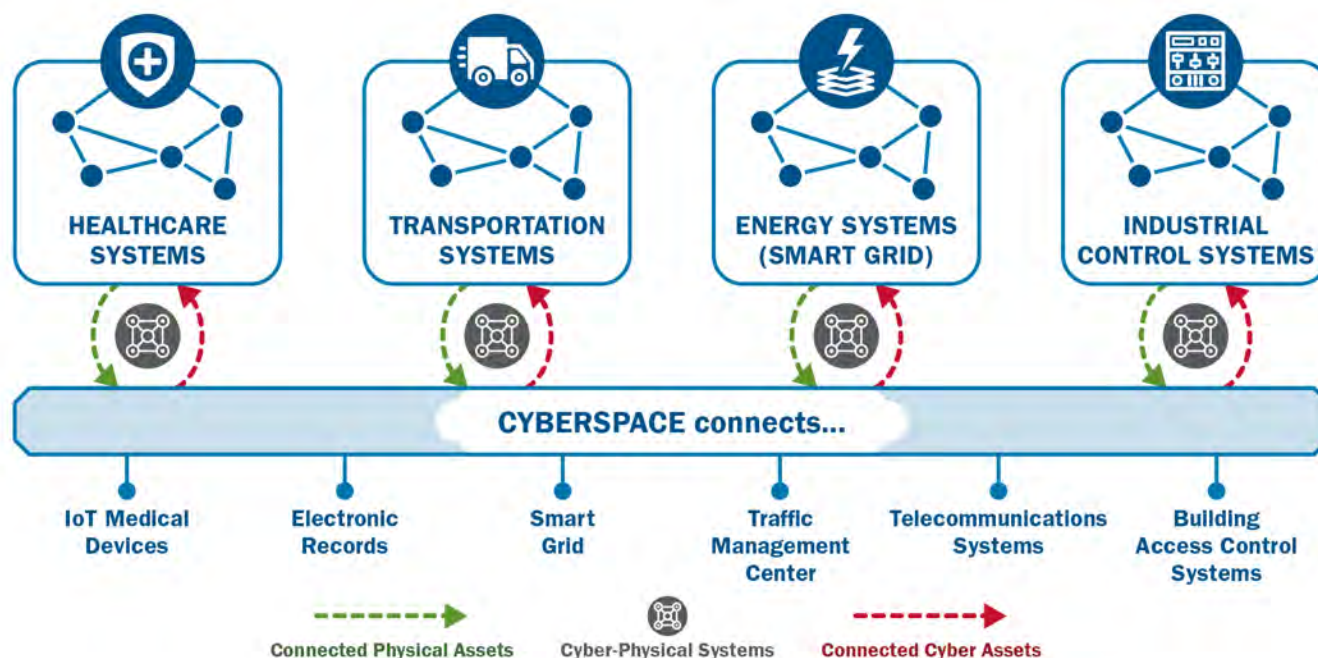 HEALTHCARE
SYSTEMS
TRANSPORTATION
SYSTEMS
ENERGY SYSTEMS
(SMART GRID)
INDUSTRIAL
CONTROL SYSTEMS
CYBERSPACE connects...
IoT Medical
Devices
Electronic
Records
Smart
Grid
Traffic
Management
Center
Telecommunications
Systems
Building
Access Control
Systems
Connected Physical Assets
Cyber-Physical Systems
Connected Cyber Assets